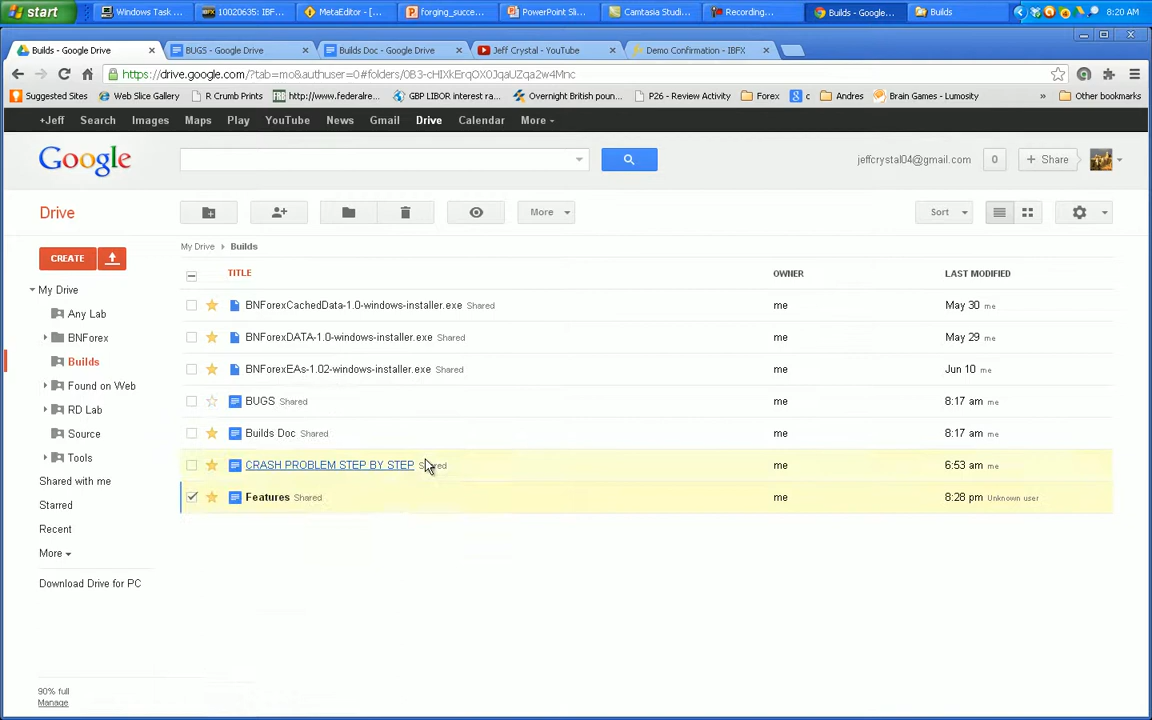 start Windows Task ... 10020635: IBF... MetaEditor - [... forging_succe... PowerPoint Sli... Camtasia Studi... Recording... Builds - Google... Builds 8:20 AM
Builds - Google Drive BUGS - Google Drive Builds Doc - Google Drive Jeff Crystal - YouTube Demo Confirmation - IBFX
https://drive.google.com/?tab=mo&authuser=0#folders/0B3-cHIXkErqOX0JqaUZqa2w4Mnc
Suggested Sites Web Slice Gallery R Crumb Prints http://www.federalre... GBP LIBOR interest ra... Overnight British poun... P26 - Review Activity Forex c Andres Brain Games - Lumosity » Other bookmarks
+Jeff Search Images Maps Play YouTube News Gmail Drive Calendar More
Google jeffcrystal04@gmail.com 0 + Share
Drive More Sort
My Drive Builds
CREATE
TITLE OWNER LAST MODIFIED
My Drive
Any Lab
BNForex
Builds
Found on Web
RD Lab
Source
Tools
Shared with me
Starred
Recent
More
Download Drive for PC
BNForexCachedData-1.0-windows-installer.exe Shared me May 30 me
BNForexDATA-1.0-windows-installer.exe Shared me May 29 me
BNForexEAs-1.02-windows-installer.exe Shared me Jun 10 me
BUGS Shared me 8:17 am me
Builds Doc Shared me 8:17 am me
CRASH PROBLEM STEP BY STEP Shared me 6:53 am me
Features Shared me 8:28 pm Unknown user
90% full
Manage